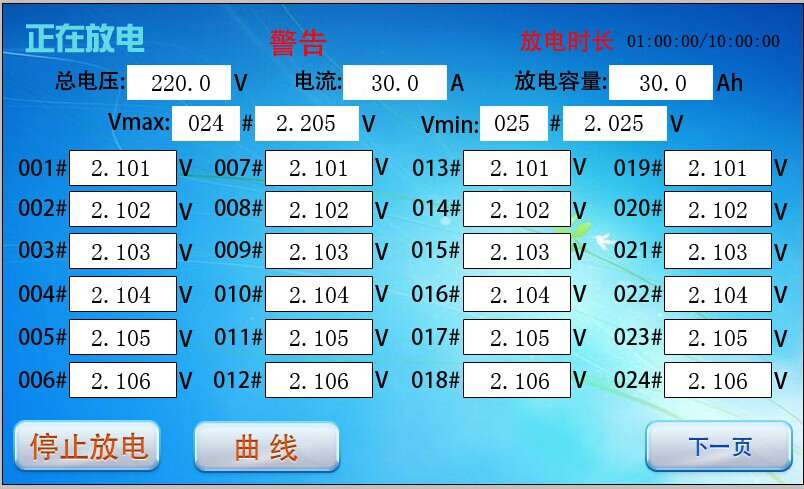 正在放电 警告 放电时长 01:00:00/10:00:00
总电压: 220.0 V 电流: 30.0 A 放电容量: 30.0 Ah
Vmax: 024 # 2.205 V Vmin: 025 # 2.025 V
001# 2.101 V 007# 2.101 V 013# 2.101 V 019# 2.101 V
002# 2.102 V 008# 2.102 V 014# 2.102 V 020# 2.102 V
003# 2.103 V 009# 2.103 V 015# 2.103 V 021# 2.103 V
004# 2.104 V 010# 2.104 V 016# 2.104 V 022# 2.104 V
005# 2.105 V 011# 2.105 V 017# 2.105 V 023# 2.105 V
006# 2.106 V 012# 2.106 V 018# 2.106 V 024# 2.106 V
停止放电 曲线 下一页